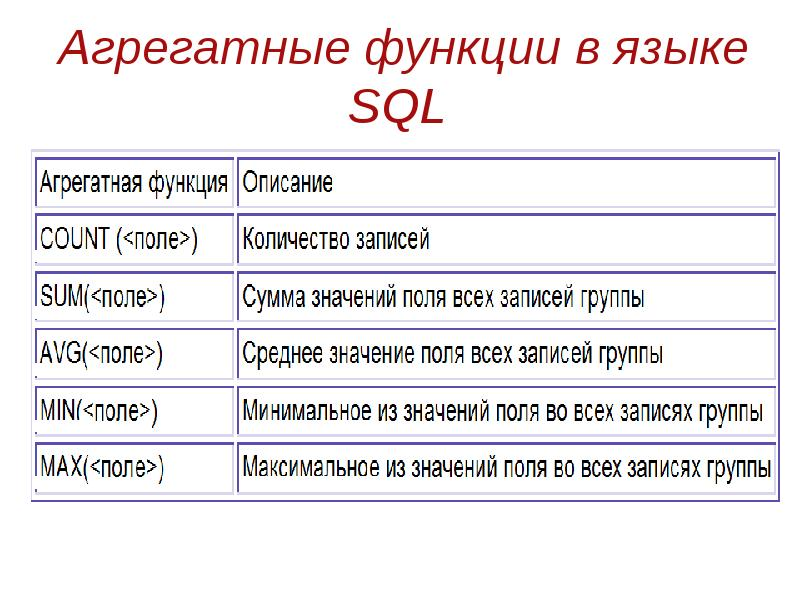 Агрегатные функции в языке
SQL
Агрегатная функция Описание
COUNT (<поле>) Количество записей
SUM(<поле>) Сумма значений поля всех записей группы
AVG(<поле>) Среднее значение поля всех записей группы
MIN(<поле>) Минимальное из значений поля во всех записях группы
MAX(<поле>) Максимальное из значений поля во всех записях группы